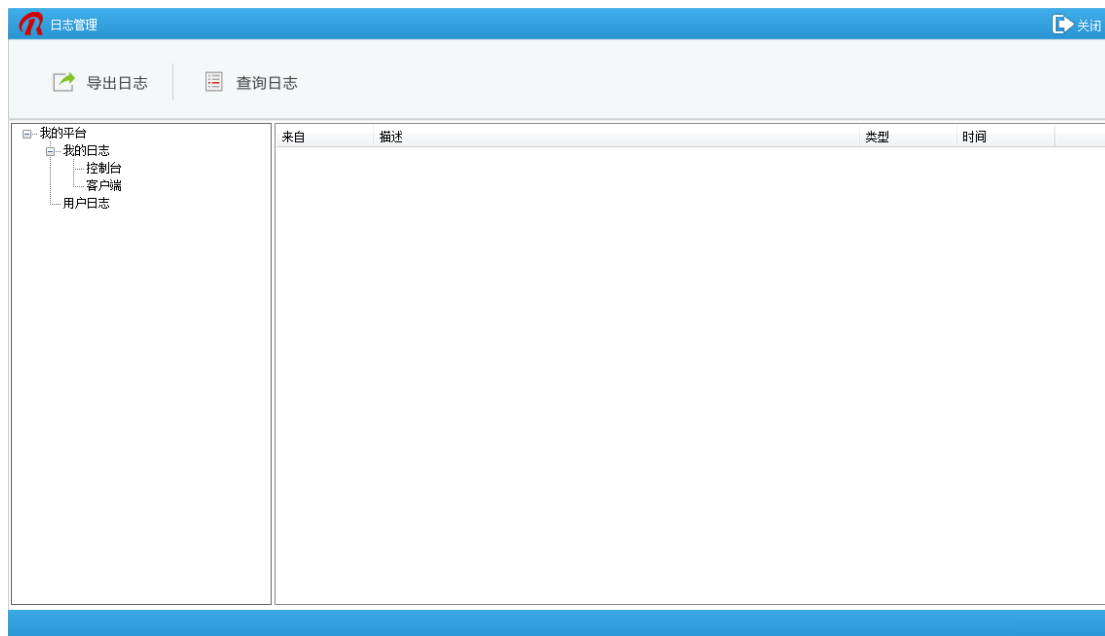 日志管理
关闭
导出日志
查询日志
我的平台
我的日志
控制台
客户端
用户日志
来自 描述 类型 时间